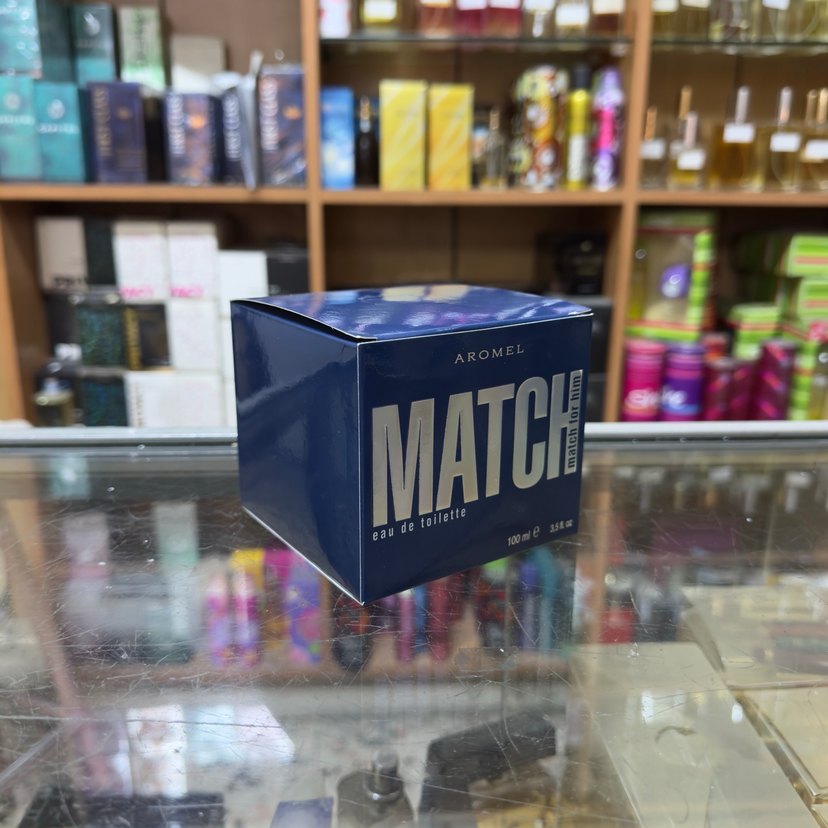 AROMEL
MATCH
match for him
eau de toilette
100 ml ℮ 3.5 fl. oz